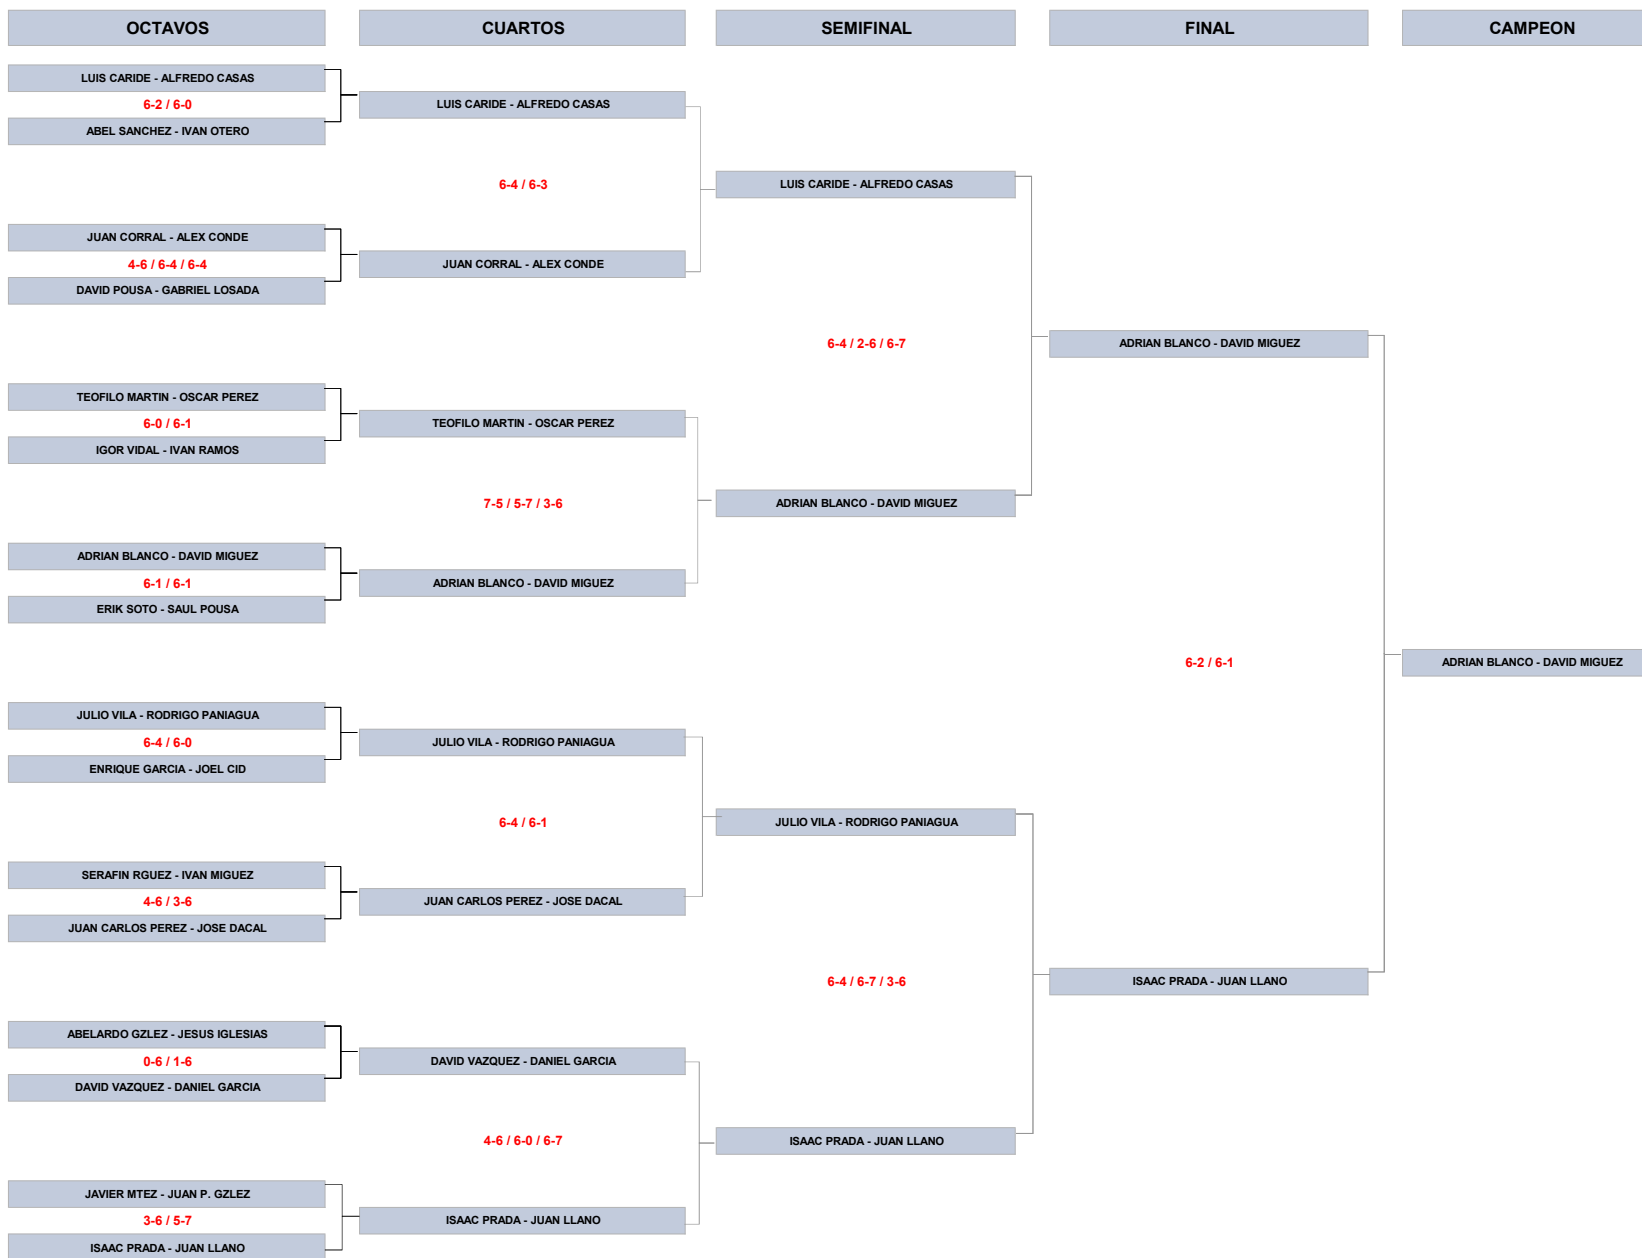 OCTAVOS
CUARTOS
SEMIFINAL
FINAL
CAMPEON
LUIS CARIDE - ALFREDO CASAS
6-2 / 6-0
ABEL SANCHEZ - IVAN OTERO
LUIS CARIDE - ALFREDO CASAS
6-4 / 6-3
LUIS CARIDE - ALFREDO CASAS
JUAN CORRAL - ALEX CONDE
4-6 / 6-4 / 6-4
DAVID POUSA - GABRIEL LOSADA
JUAN CORRAL - ALEX CONDE
6-4 / 2-6 / 6-7
ADRIAN BLANCO - DAVID MIGUEZ
TEOFILO MARTIN - OSCAR PEREZ
6-0 / 6-1
IGOR VIDAL - IVAN RAMOS
TEOFILO MARTIN - OSCAR PEREZ
7-5 / 5-7 / 3-6
ADRIAN BLANCO - DAVID MIGUEZ
ADRIAN BLANCO - DAVID MIGUEZ
6-1 / 6-1
ERIK SOTO - SAUL POUSA
ADRIAN BLANCO - DAVID MIGUEZ
6-2 / 6-1
ADRIAN BLANCO - DAVID MIGUEZ
JULIO VILA - RODRIGO PANIAGUA
6-4 / 6-0
ENRIQUE GARCIA - JOEL CID
JULIO VILA - RODRIGO PANIAGUA
6-4 / 6-1
JULIO VILA - RODRIGO PANIAGUA
SERAFIN RGUEZ - IVAN MIGUEZ
4-6 / 3-6
JUAN CARLOS PEREZ - JOSE DACAL
JUAN CARLOS PEREZ - JOSE DACAL
6-4 / 6-7 / 3-6
ISAAC PRADA - JUAN LLANO
ABELARDO GZLEZ - JESUS IGLESIAS
0-6 / 1-6
DAVID VAZQUEZ - DANIEL GARCIA
DAVID VAZQUEZ - DANIEL GARCIA
4-6 / 6-0 / 6-7
ISAAC PRADA - JUAN LLANO
JAVIER MTEZ - JUAN P. GZLEZ
3-6 / 5-7
ISAAC PRADA - JUAN LLANO
ISAAC PRADA - JUAN LLANO